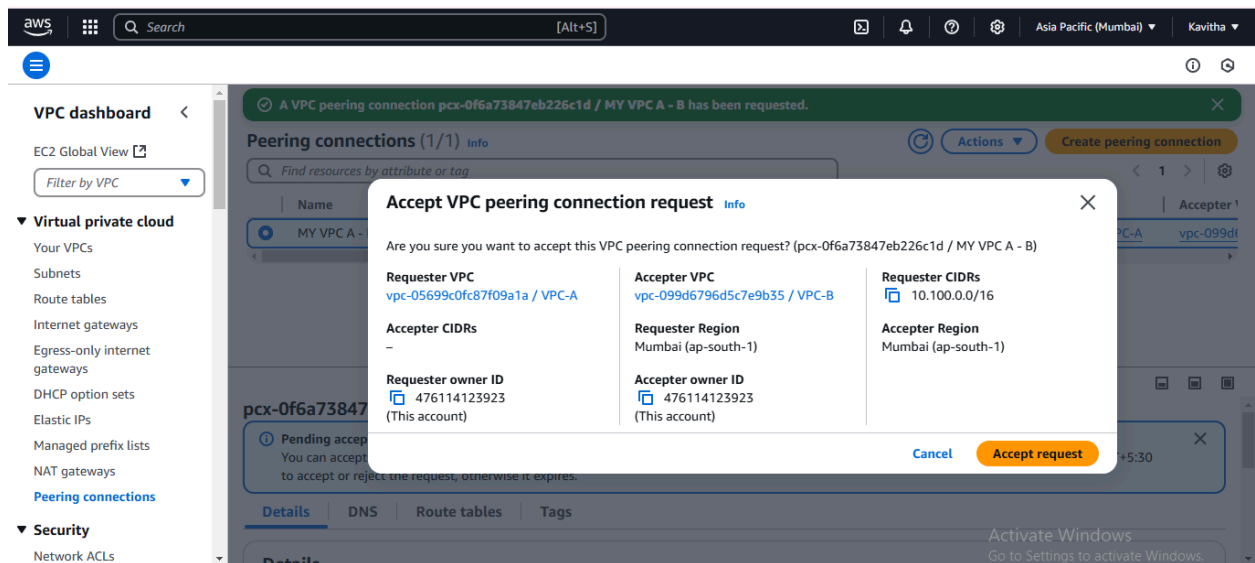 aws
Search [Alt+S]
Asia Pacific (Mumbai) ▼
Kavitha ▼
VPC dashboard
EC2 Global View
Filter by VPC
Virtual private cloud
Your VPCs
Subnets
Route tables
Internet gateways
Egress-only internet
gateways
DHCP option sets
Elastic IPs
Managed prefix lists
NAT gateways
Peering connections
Security
Network ACLs
A VPC peering connection pcx-0f6a73847eb226c1d / MY VPC A - B has been requested.
Peering connections (1/1) Info
Actions ▼
Create peering connection
Find resources by attribute or tag
1
Name
Accepter
MY VPC A -
PC-A
vpc-099d6
Accept VPC peering connection request Info
Are you sure you want to accept this VPC peering connection request? (pcx-0f6a73847eb226c1d / MY VPC A - B)
Requester VPC
vpc-05699c0fc87f09a1a / VPC-A
Accepter VPC
vpc-099d6796d5c7e9b35 / VPC-B
Requester CIDRs
10.100.0.0/16
Accepter CIDRs
–
Requester Region
Mumbai (ap-south-1)
Accepter Region
Mumbai (ap-south-1)
Requester owner ID
476114123923
(This account)
Accepter owner ID
476114123923
(This account)
Cancel
Accept request
pcx-0f6a73847
Pending accep
You can accept
+5:30
to accept or reject the request, otherwise it expires.
Details
DNS
Route tables
Tags
Details
Activate Windows
Go to Settings to activate Windows.